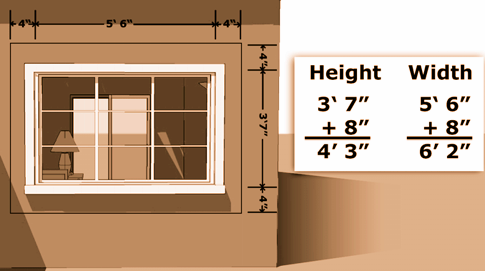 4" 5' 6" 4"
4"
3'7"
4"
Height Width
3' 7" 5' 6"
+ 8" + 8"
4' 3" 6' 2"